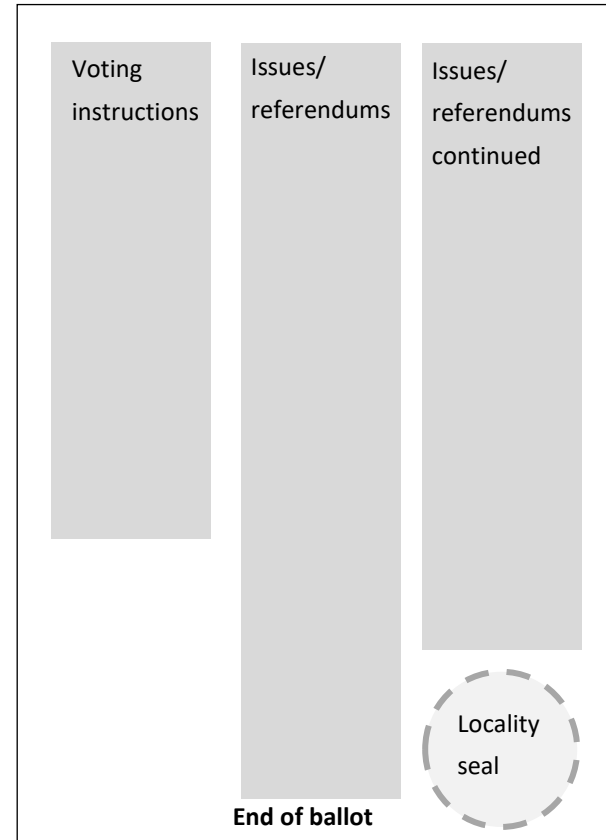 Voting
instructions
Issues/
referendums
Issues/
referendums
continued
Locality
seal
End of ballot